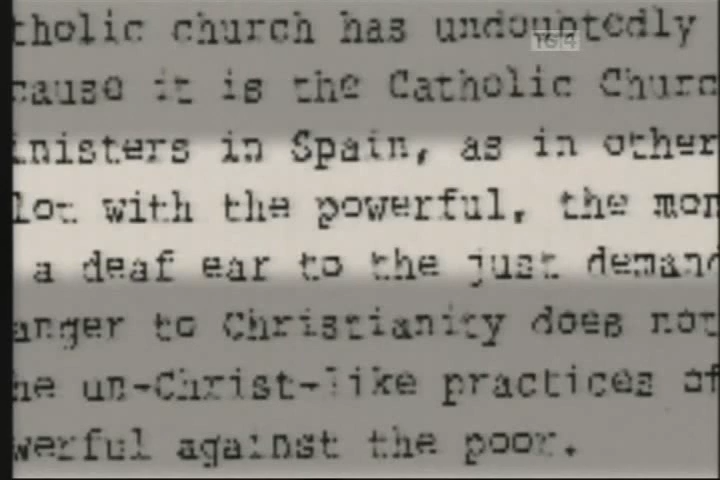 tholic church has undoubtedly
16:4
cause it is the Catholic Churc
inisters in Spain, as in other
lot with the powerful, the mon
a deaf ear to the just demand
anger to Christianity does not
he un-Christ-like practices of
werful against the poor.